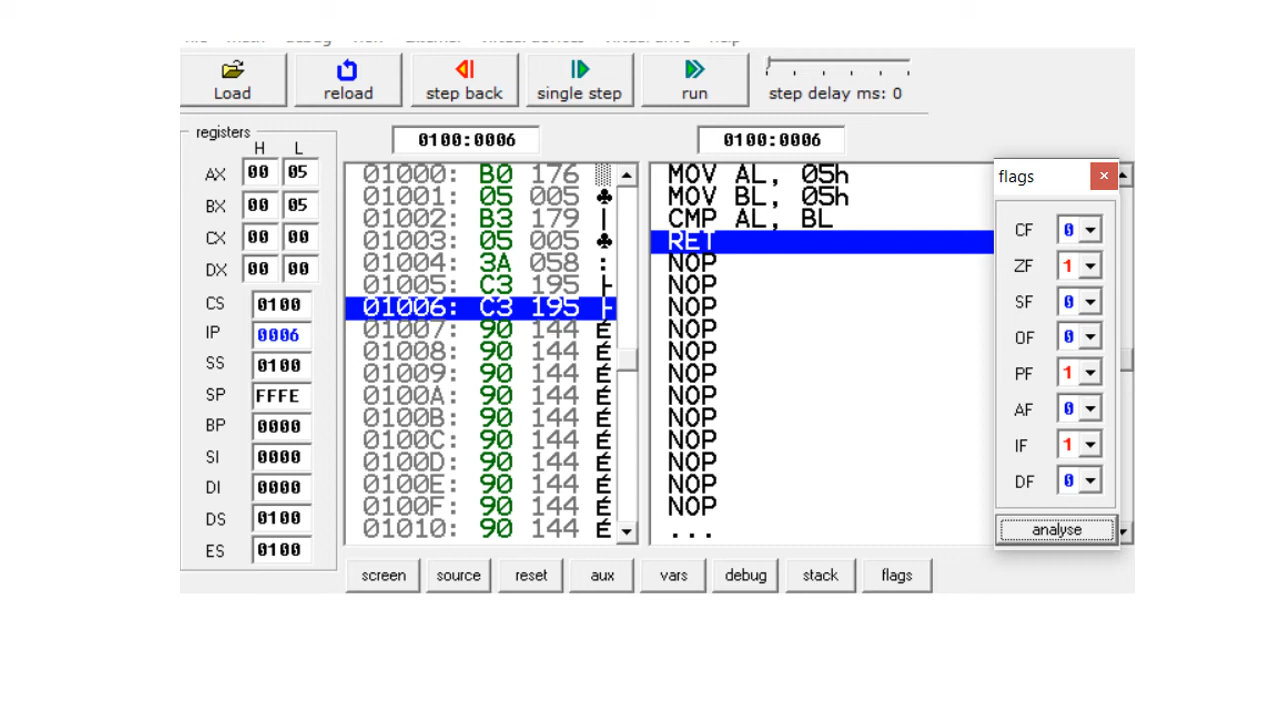 Load reload step back single step run step delay ms: 0
registers
H L
0100:0006 0100:0006
AX 00 05
BX 00 05
CX 00 00
DX 00 00
CS 0100
IP 0006
SS 0100
SP FFFE
BP 0000
SI 0000
DI 0000
DS 0100
ES 0100
01000: B0 176 ▒
01001: 05 005 ♣
01002: B3 179 |
01003: 05 005 ♣
01004: 3A 058 :
01005: C3 195 ├
01006: C3 195 ├
01007: 90 144 É
01008: 90 144 É
01009: 90 144 É
0100A: 90 144 É
0100B: 90 144 É
0100C: 90 144 É
0100D: 90 144 É
0100E: 90 144 É
0100F: 90 144 É
01010: 90 144 É
MOV AL, 05h
MOV BL, 05h
CMP AL, BL
RET
NOP
NOP
NOP
NOP
NOP
NOP
NOP
NOP
NOP
NOP
NOP
NOP
...
flags
CF 0
ZF 1
SF 0
OF 0
PF 1
AF 0
IF 1
DF 0
analyse
screen source reset aux vars debug stack flags